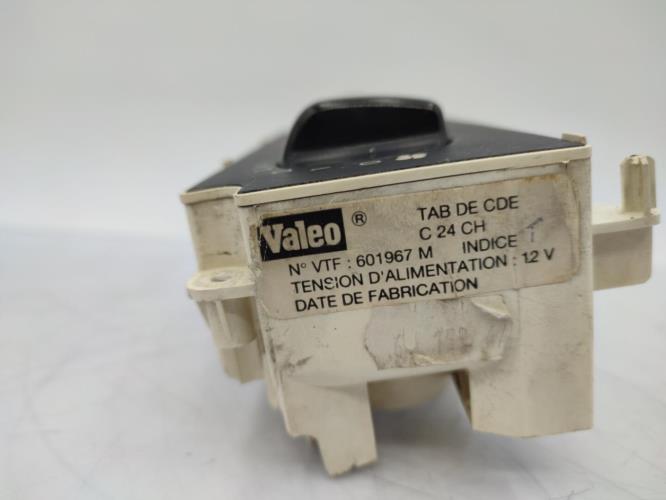 Valeo ®
TAB DE CDE
C 24 CH
N° VTF : 601967 M INDICE
TENSION D'ALIMENTATION : 12 V
DATE DE FABRICATION